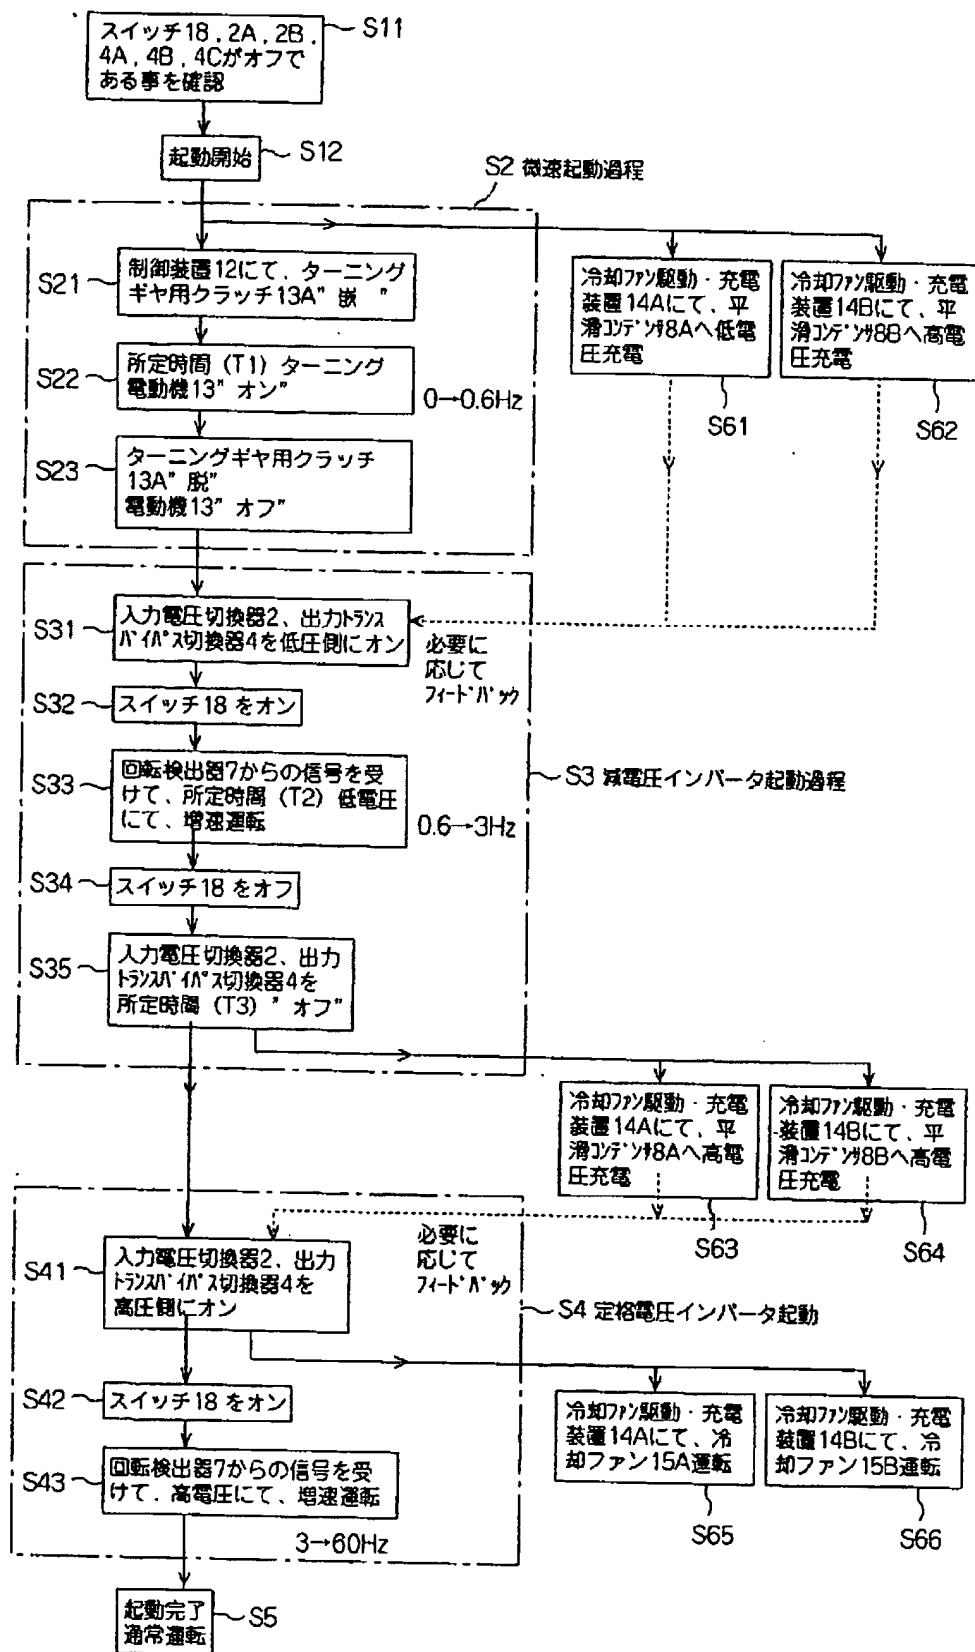 スイッチ18，2A，2B，
4A，4B，4Cがオフで
ある事を確認
S11
起動開始
S12
S2 微速起動過程
S21
制御装置12にて、ターニング
ギヤ用クラッチ13A" 嵌 "
S22
所定時間 (T1) ターニング
電動機13" オン"
0→0.6Hz
S23
ターニングギヤ用クラッチ
13A" 脱"
電動機13" オフ"
冷却ファン駆動・充電
装置14Aにて、平
滑コンデンサ8Aへ低電
圧充電
S61
冷却ファン駆動・充電
装置14Bにて、平
滑コンデンサ8Bへ高電
圧充電
S62
S31
入力電圧切換器2、出力トランス
バイパス切換器4を低圧側にオン
必要に
応じて
フィードバック
S32
スイッチ18 をオン
S33
回転検出器7からの信号を受
けて、所定時間 (T2) 低電圧
にて、増速運転
0.6→3Hz
S3 減電圧インバータ起動過程
S34
スイッチ18 をオフ
S35
入力電圧切換器2、出力
トランスバイパス切換器4を
所定時間 (T3) " オフ"
冷却ファン駆動・充電
装置14Aにて、平
滑コンデンサ8Aへ高電
圧充電
S63
冷却ファン駆動・充電
装置14Bにて、平
滑コンデンサ8Bへ高電
圧充電
S64
S41
入力電圧切換器2、出力
トランスバイパス切換器4を
高圧側にオン
必要に
応じて
フィードバック
S4 定格電圧インバータ起動
S42
スイッチ18 をオン
S43
回転検出器7からの信号を受
けて、高電圧にて、増速運転
3→60Hz
冷却ファン駆動・充電
装置14Aにて、冷
却ファン15A運転
S65
冷却ファン駆動・充電
装置14Bにて、冷
却ファン15B運転
S66
起動完了
通常運転
S5